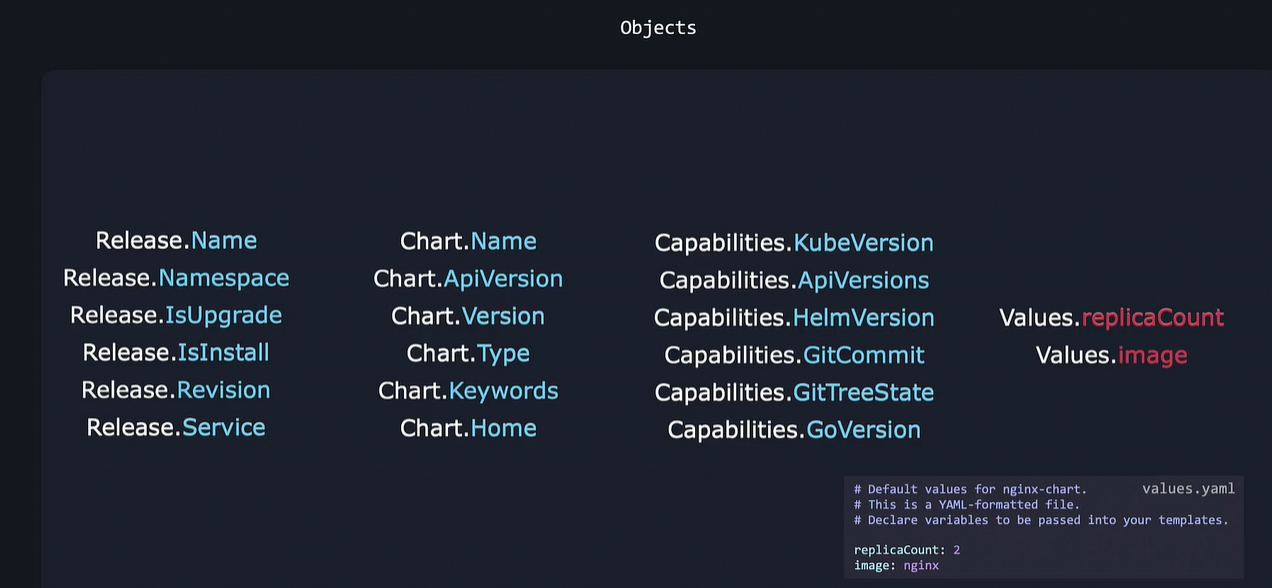 Objects
Release.Name
Release.Namespace
Release.IsUpgrade
Release.IsInstall
Release.Revision
Release.Service
Chart.Name
Chart.ApiVersion
Chart.Version
Chart.Type
Chart.Keywords
Chart.Home
Capabilities.KubeVersion
Capabilities.ApiVersions
Capabilities.HelmVersion
Capabilities.GitCommit
Capabilities.GitTreeState
Capabilities.GoVersion
Values.replicaCount
Values.image
values.yaml
# Default values for nginx-chart.
# This is a YAML-formatted file.
# Declare variables to be passed into your templates.
replicaCount: 2
image: nginx